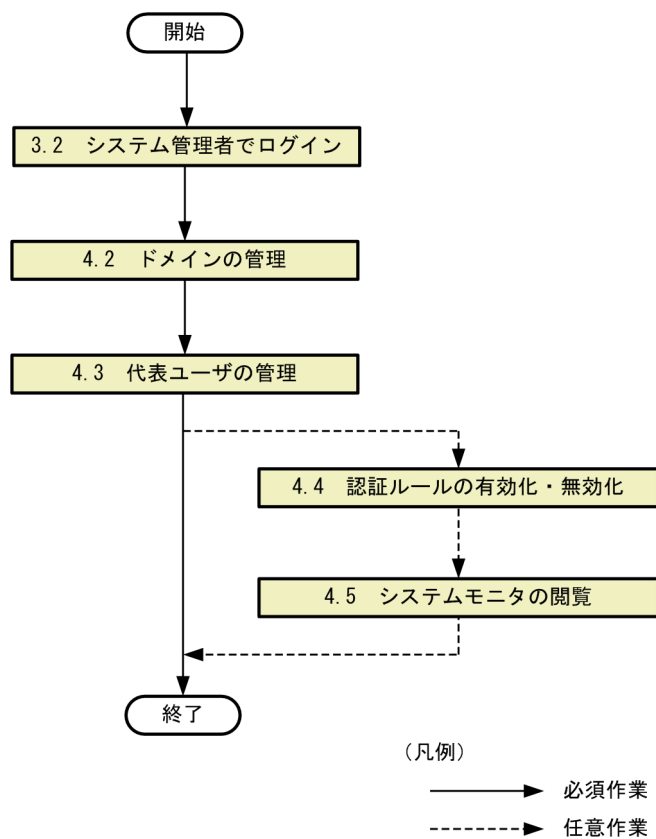 開始
3.2 システム管理者でログイン
4.2 ドメインの管理
4.3 代表ユーザの管理
4.4 認証ルールの有効化・無効化
4.5 システムモニタの閲覧
終了
(凡例)
必須作業
任意作業